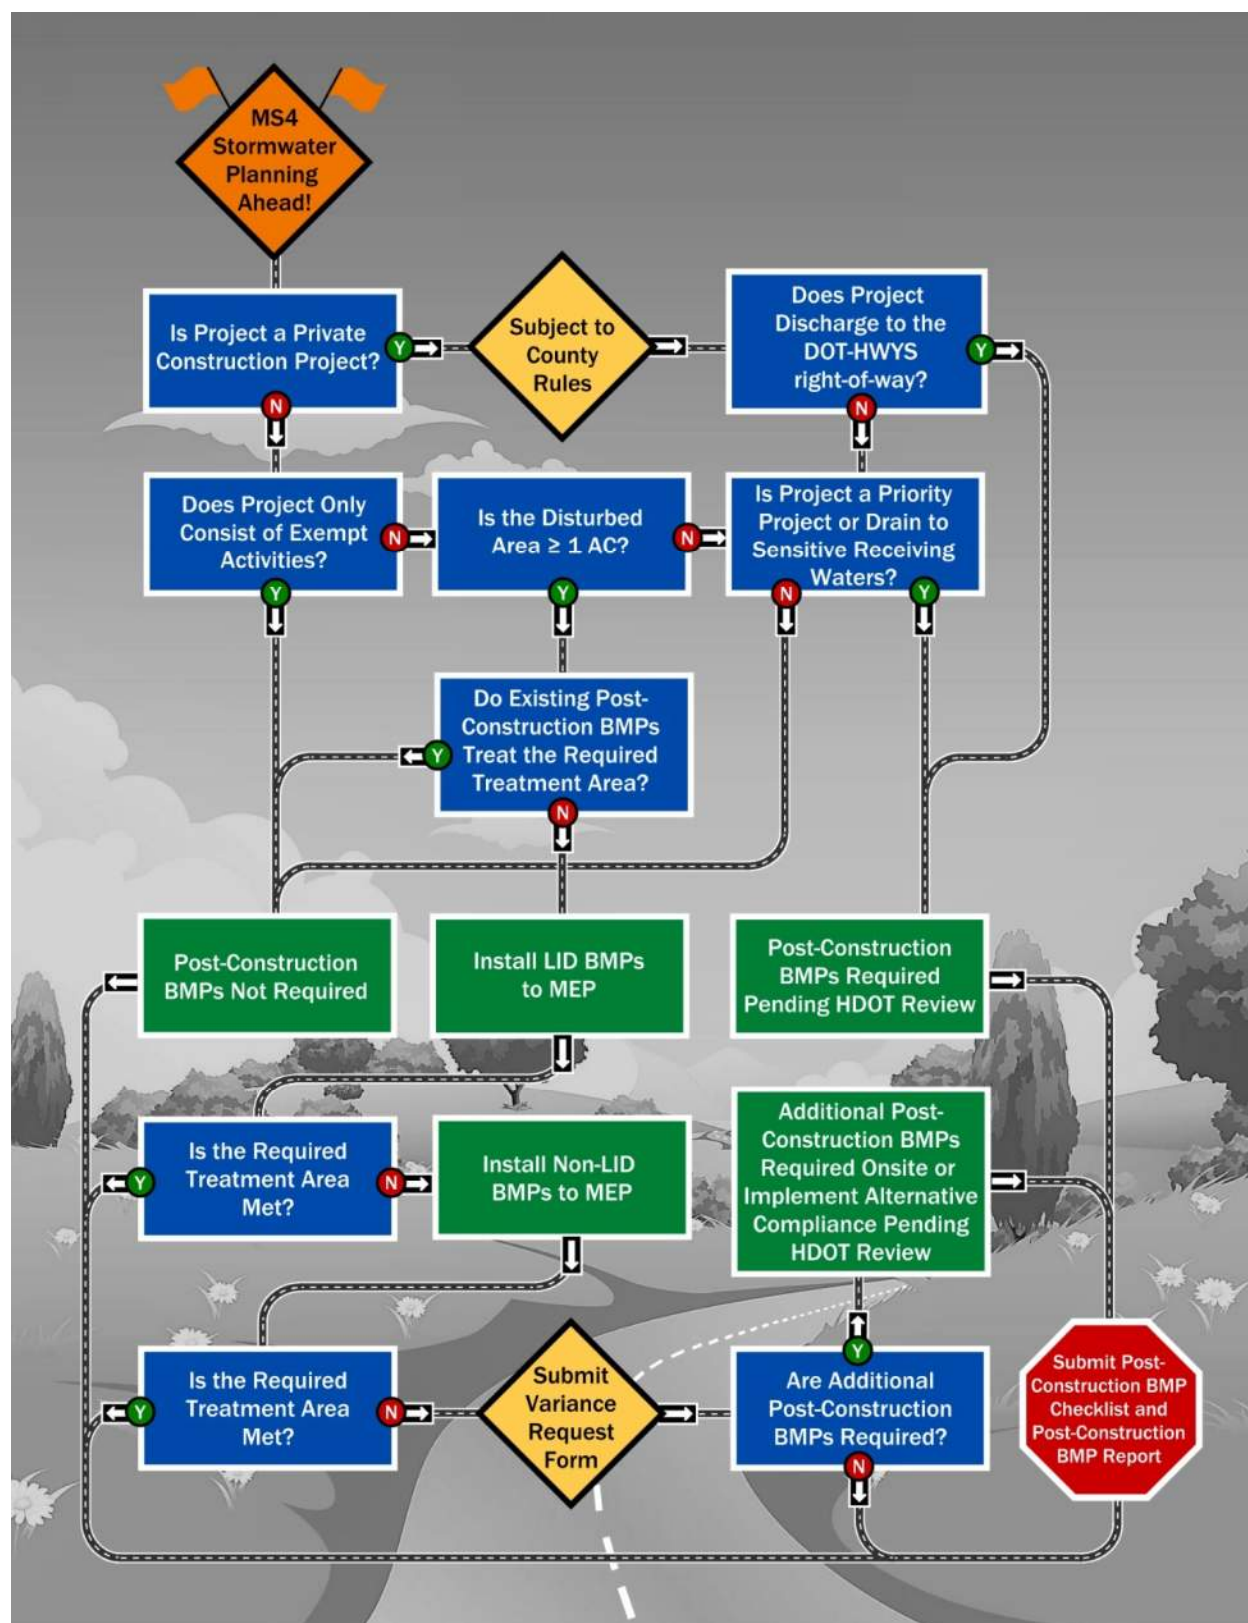 MS4
Stormwater
Planning
Ahead!
Is Project a Private
Construction Project?
Y
N
Subject to
County
Rules
Does Project
Discharge to the
DOT-HWYS
right-of-way?
Y
N
Does Project Only
Consist of Exempt
Activities?
N
Y
Is the Disturbed
Area ≥ 1 AC?
N
Y
Is Project a Priority
Project or Drain to
Sensitive Receiving
Waters?
N
Y
Do Existing Post-
Construction BMPs
Treat the Required
Treatment Area?
Y
N
Post-Construction
BMPs Not Required
Install LID BMPs
to MEP
Post-Construction
BMPs Required
Pending HDOT Review
Is the Required
Treatment Area
Met?
Y
N
Install Non-LID
BMPs to MEP
Additional Post-
Construction BMPs
Required Onsite or
Implement Alternative
Compliance Pending
HDOT Review
Is the Required
Treatment Area
Met?
Y
N
Submit
Variance
Request
Form
Y
Are Additional
Post-Construction
BMPs Required?
N
Submit Post-
Construction BMP
Checklist and
Post-Construction
BMP Report